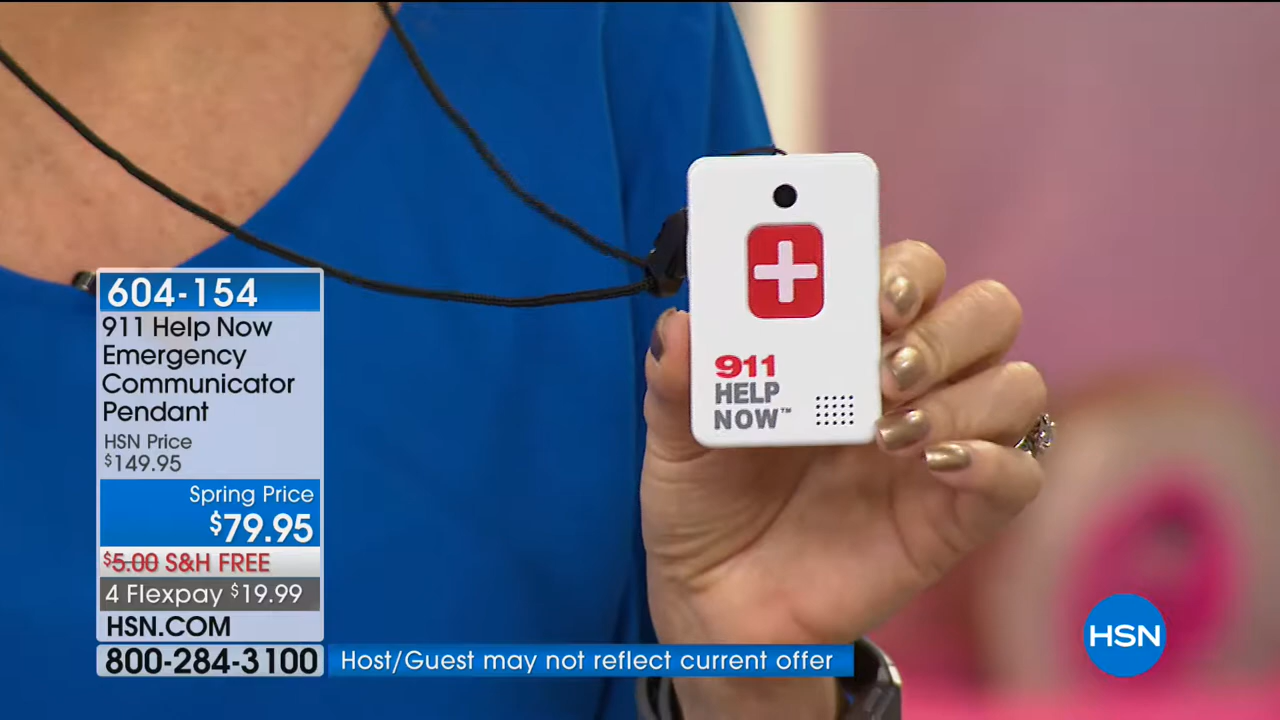 604-154
911 Help Now
Emergency
Communicator
Pendant
HSN Price
$149.95
Spring Price
$79.95
$5.00 S&H FREE
4 Flexpay $19.99
HSN.COM
800-284-3100
Host/Guest may not reflect current offer
911
HELP
NOW™
HSN